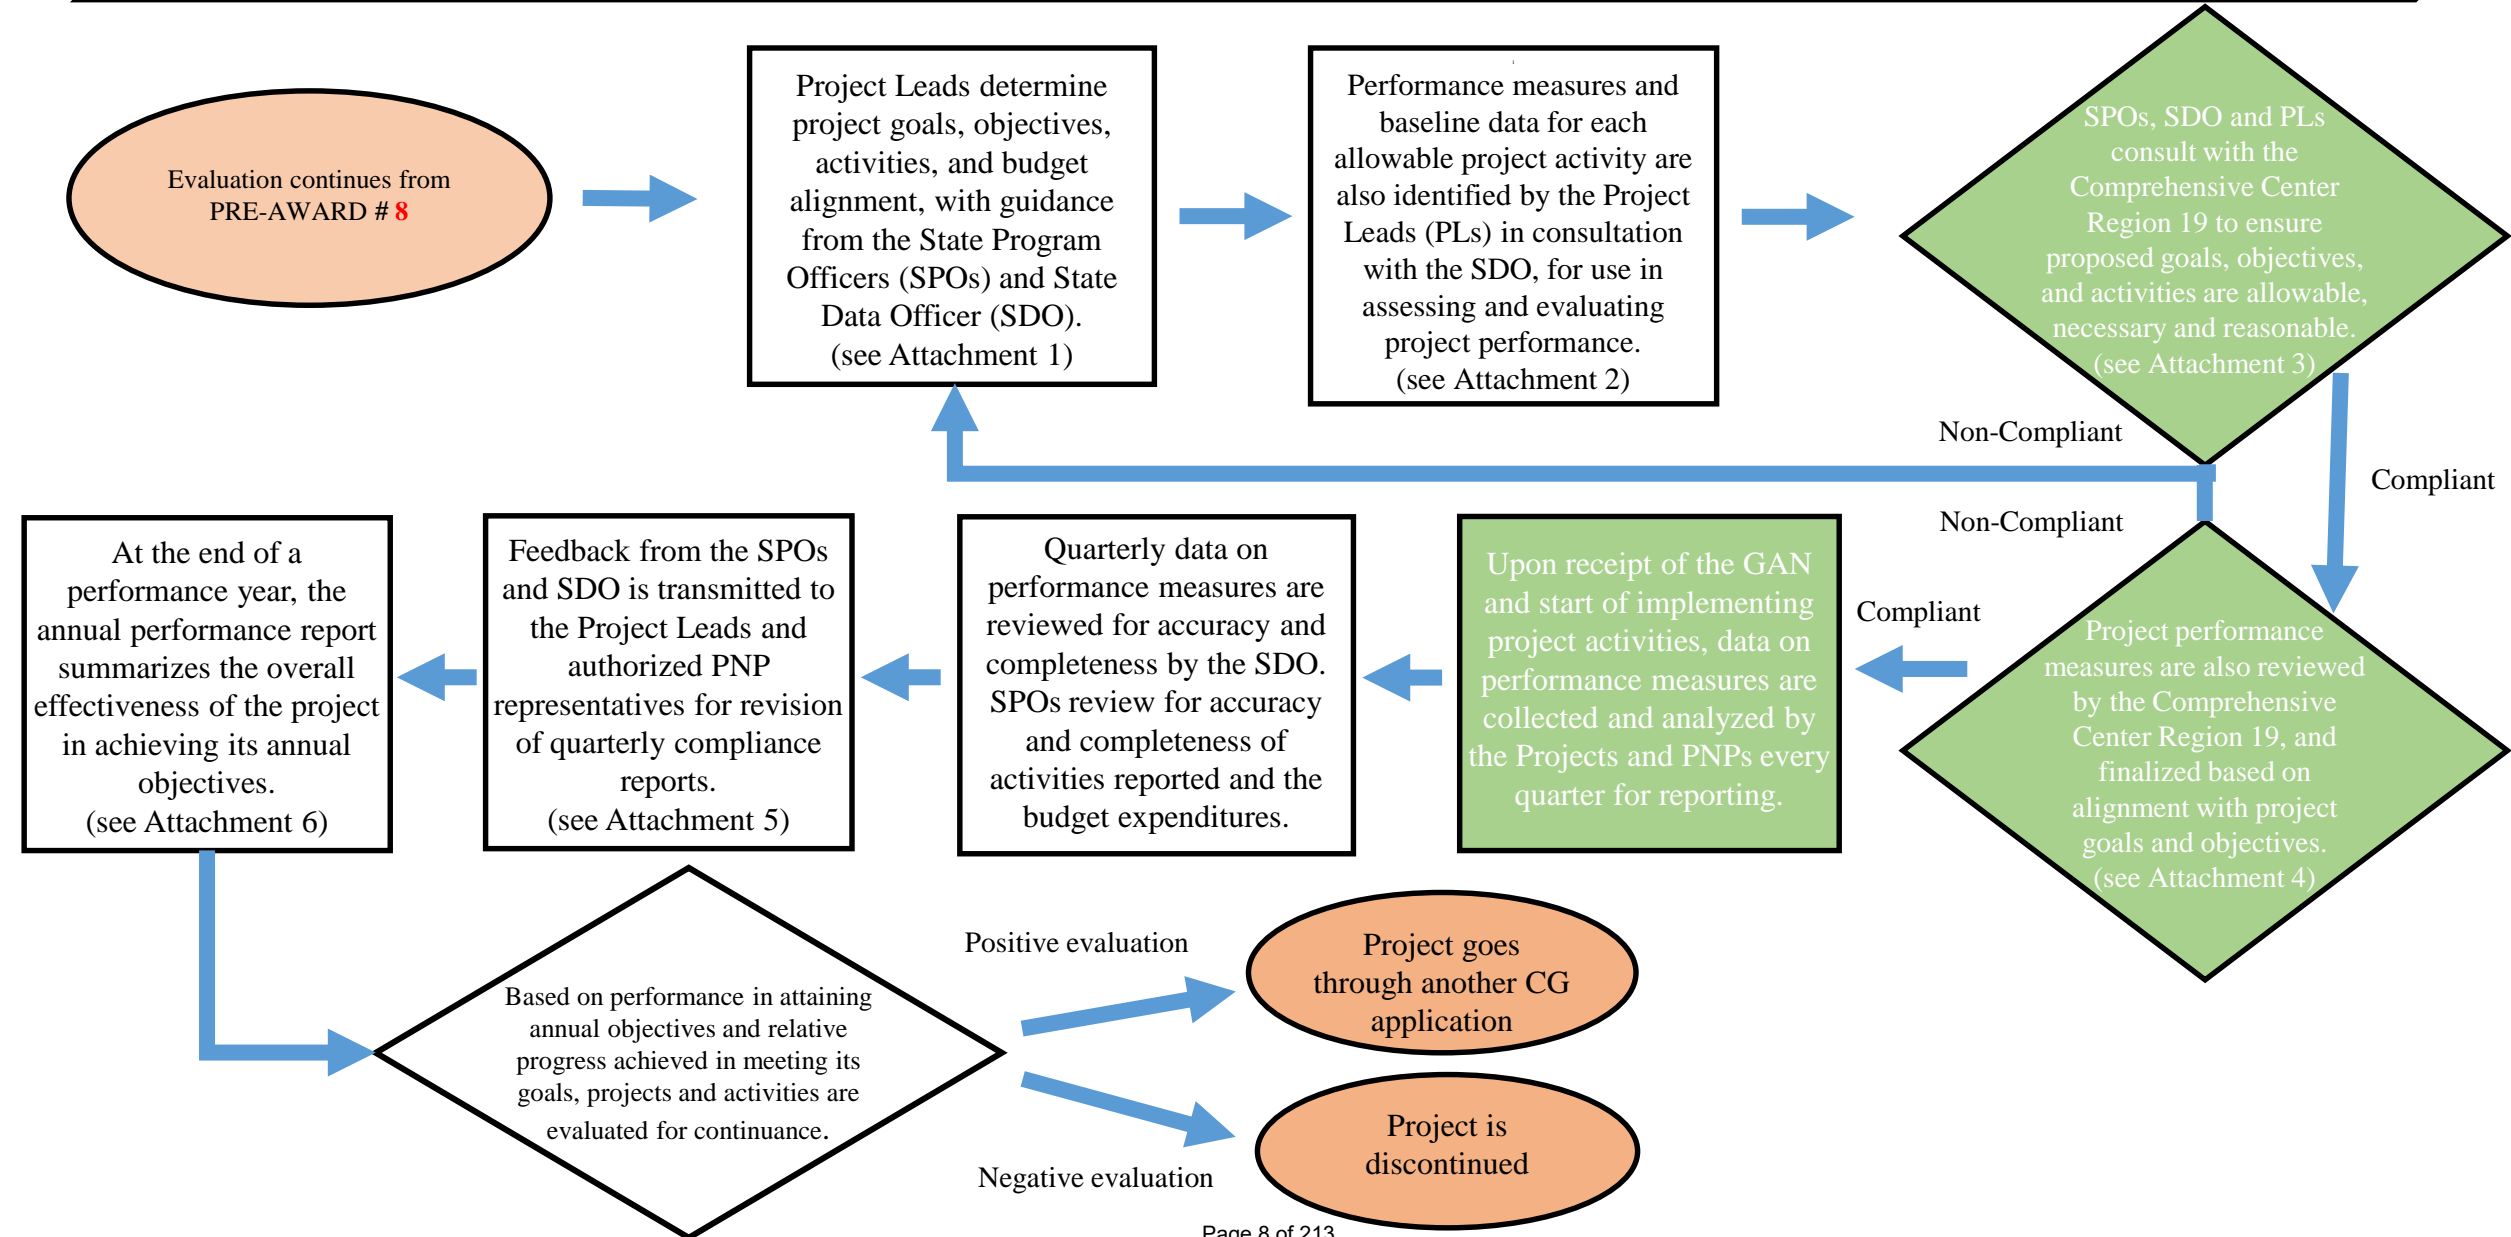 Evaluation continues from
PRE-AWARD # 8
Project Leads determine
project goals, objectives,
activities, and budget
alignment, with guidance
from the State Program
Officers (SPOs) and State
Data Officer (SDO).
(see Attachment 1)
Performance measures and
baseline data for each
allowable project activity are
also identified by the Project
Leads (PLs) in consultation
with the SDO, for use in
assessing and evaluating
project performance.
(see Attachment 2)
SPOs, SDO and PLs
consult with the
Comprehensive Center
Region 19 to ensure
proposed goals, objectives,
and activities are allowable,
necessary and reasonable.
(see Attachment 3)
Non-Compliant
Compliant
Non-Compliant
Project performance
measures are also reviewed
by the Comprehensive
Center Region 19, and
finalized based on
alignment with project
goals and objectives.
(see Attachment 4)
Compliant
Upon receipt of the GAN
and start of implementing
project activities, data on
performance measures are
collected and analyzed by
the Projects and PNPs every
quarter for reporting.
Quarterly data on
performance measures are
reviewed for accuracy and
completeness by the SDO.
SPOs review for accuracy
and completeness of
activities reported and the
budget expenditures.
Feedback from the SPOs
and SDO is transmitted to
the Project Leads and
authorized PNP
representatives for revision
of quarterly compliance
reports.
(see Attachment 5)
At the end of a
performance year, the
annual performance report
summarizes the overall
effectiveness of the project
in achieving its annual
objectives.
(see Attachment 6)
Based on performance in attaining
annual objectives and relative
progress achieved in meeting its
goals, projects and activities are
evaluated for continuance.
Positive evaluation
Project goes
through another CG
application
Negative evaluation
Project is
discontinued
Page 8 of 213